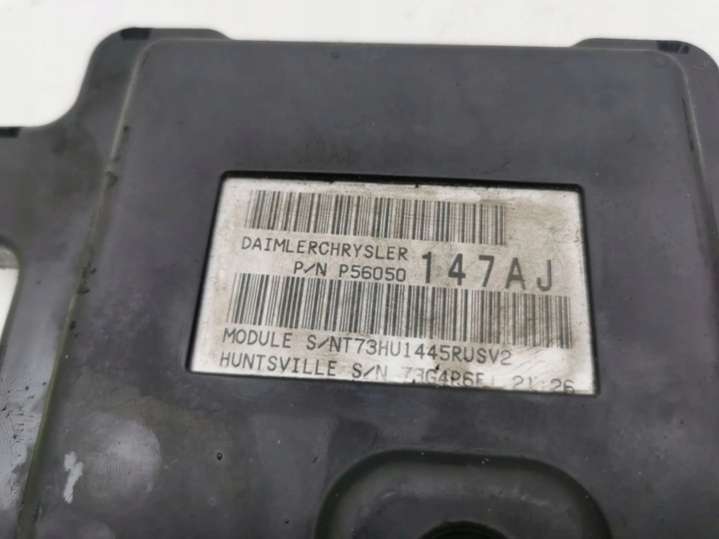 DAIMLERCHRYSLER
P/N P56050 147AJ
MODULE S/NT73HU1445RUSV2
HUNTSVILLE S/N